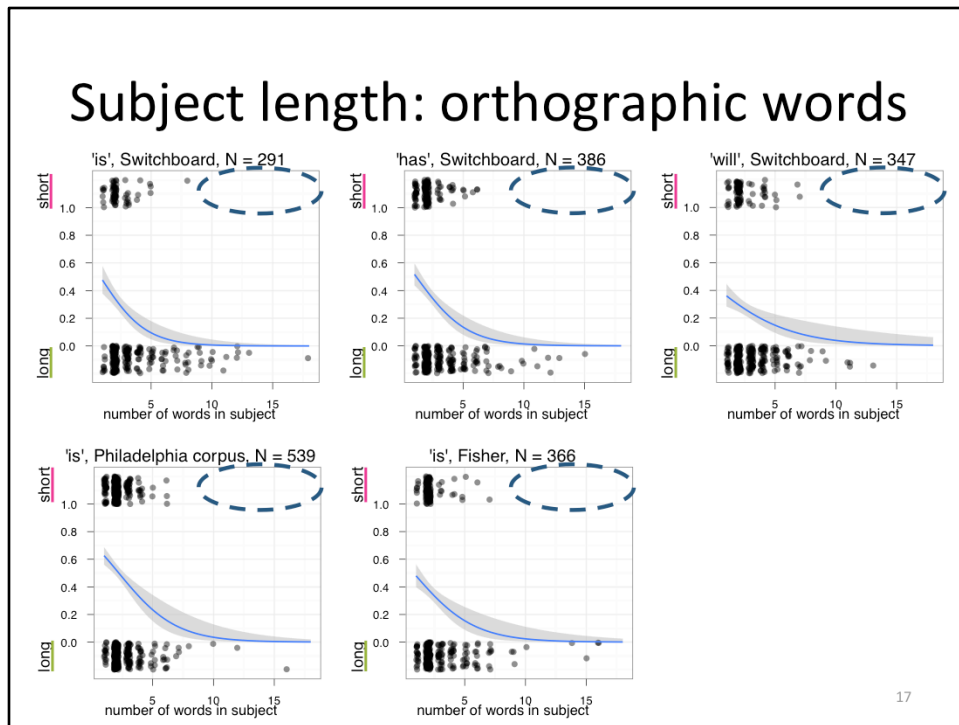 Subject length: orthographic words
'is', Switchboard, N = 291
short
1.0
0.8
0.6
0.4
0.2
0.0
long
5
10
15
number of words in subject
'has', Switchboard, N = 386
short
1.0
0.8
0.6
0.4
0.2
0.0
long
5
10
15
number of words in subject
'will', Switchboard, N = 347
short
1.0
0.8
0.6
0.4
0.2
0.0
long
5
10
15
number of words in subject
'is', Philadelphia corpus, N = 539
short
1.0
0.8
0.6
0.4
0.2
0.0
long
5
10
15
number of words in subject
'is', Fisher, N = 366
short
1.0
0.8
0.6
0.4
0.2
0.0
long
5
10
15
number of words in subject
17